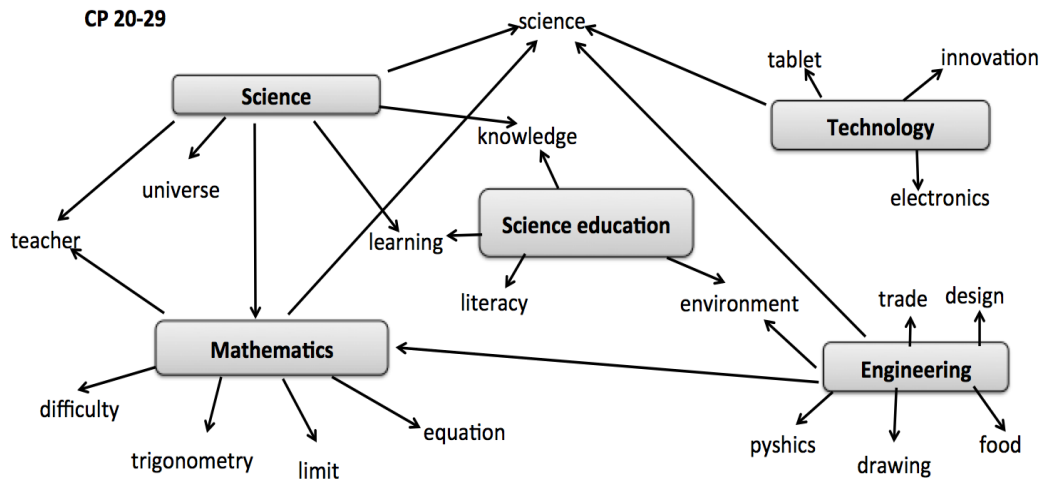 CP 20-29
science
tablet
innovation
Science
Technology
knowledge
universe
electronics
Science education
teacher
learning
literacy
environment
trade
design
Mathematics
Engineering
difficulty
equation
pyshics
food
trigonometry
limit
drawing